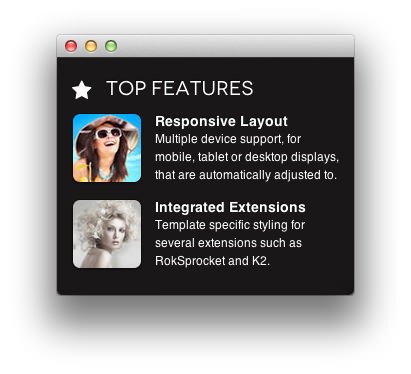 TOP FEATURES
Responsive Layout
Multiple device support, for
mobile, tablet or desktop displays,
that are automatically adjusted to.
Integrated Extensions
Template specific styling for
several extensions such as
RokSprocket and K2.